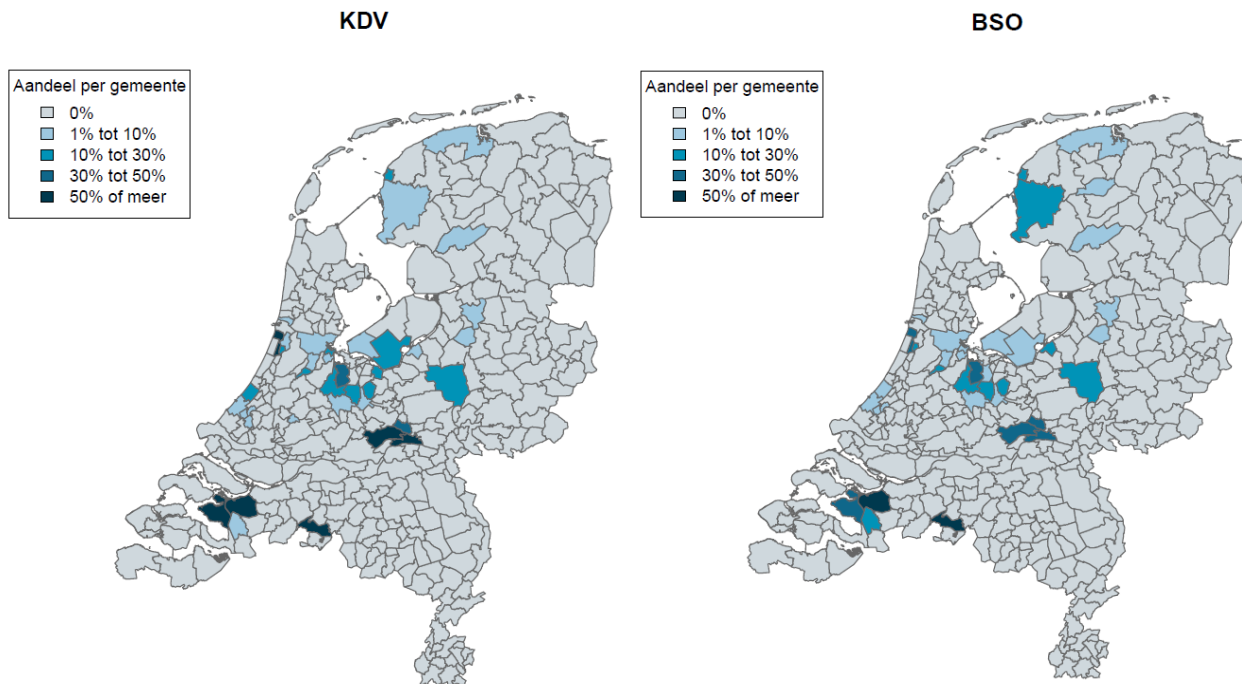 KDV
Aandeel per gemeente
0%
1% tot 10%
10% tot 30%
30% tot 50%
50% of meer
BSO
Aandeel per gemeente
0%
1% tot 10%
10% tot 30%
30% tot 50%
50% of meer